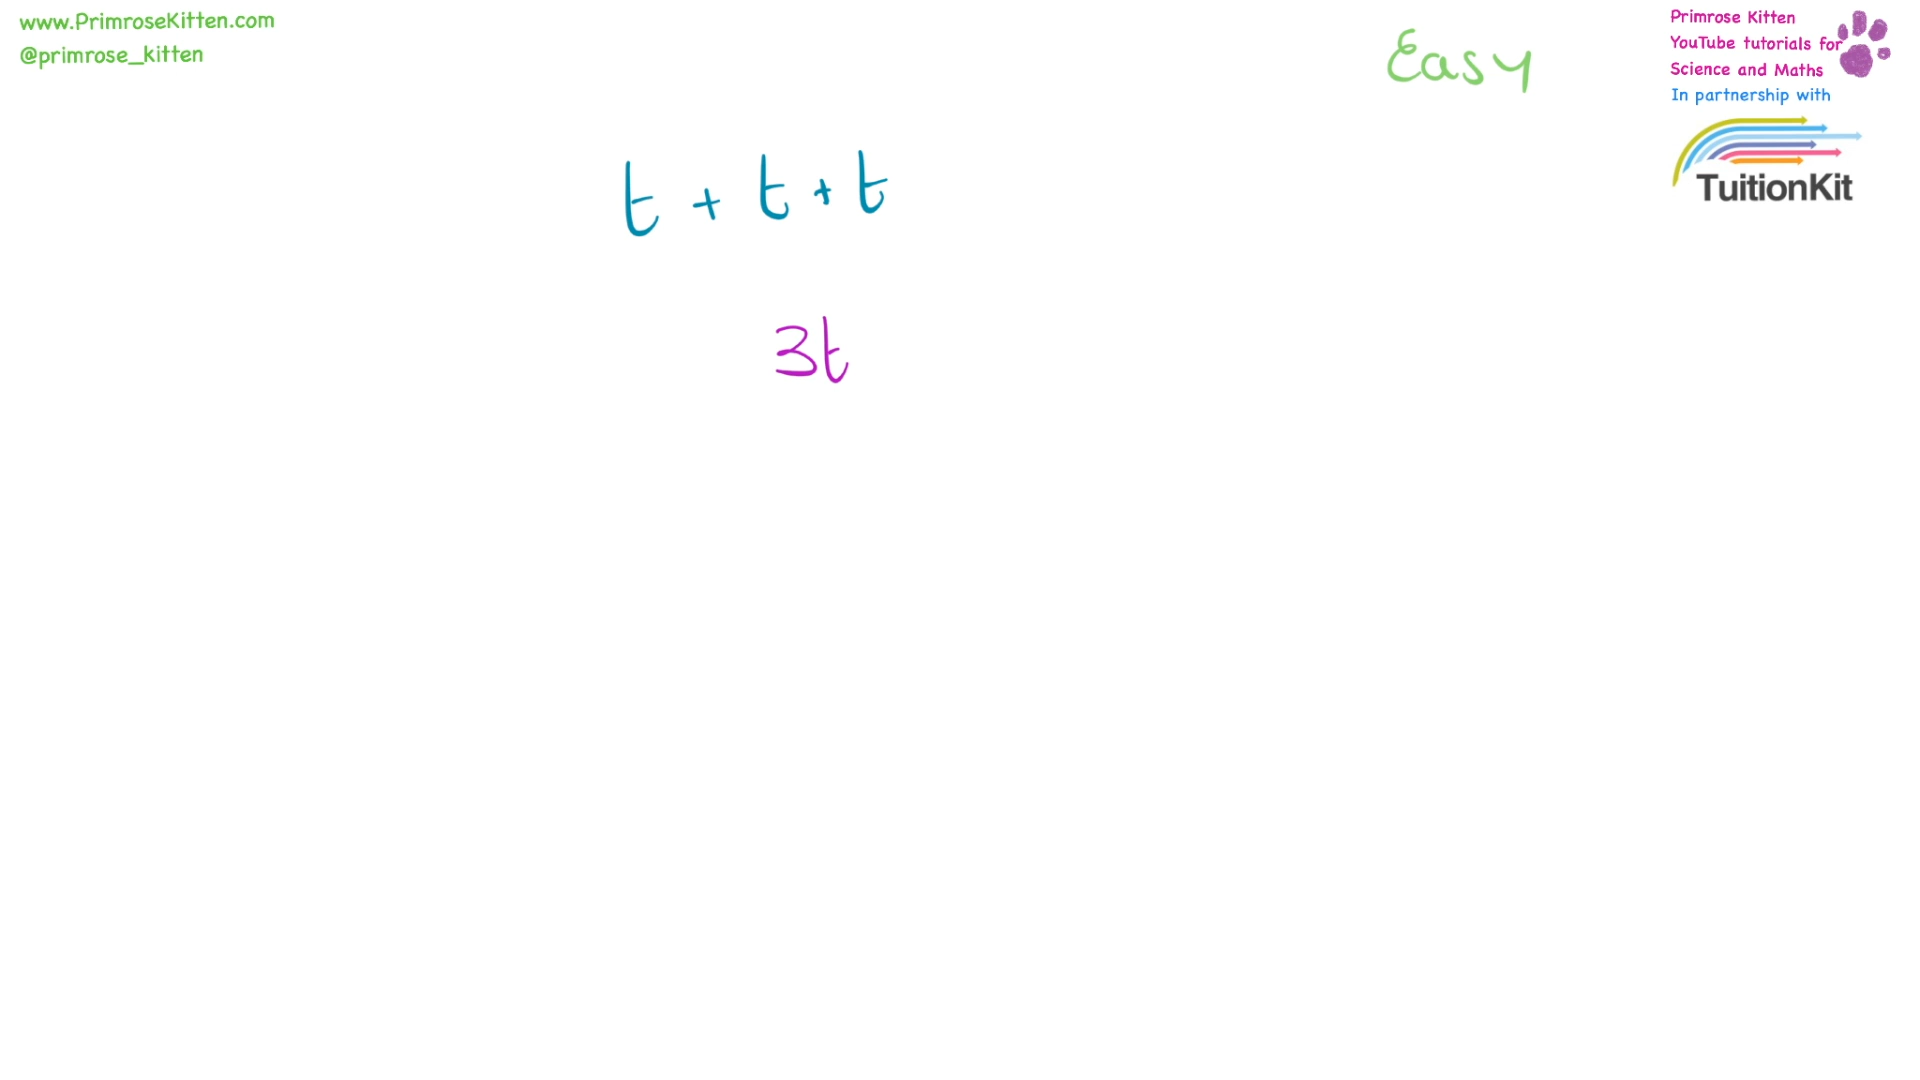 www.PrimroseKitten.com
@primrose_kitten
Easy
Primrose Kitten
YouTube tutorials for
Science and Maths
In partnership with
TuitionKit
t + t + t
3t